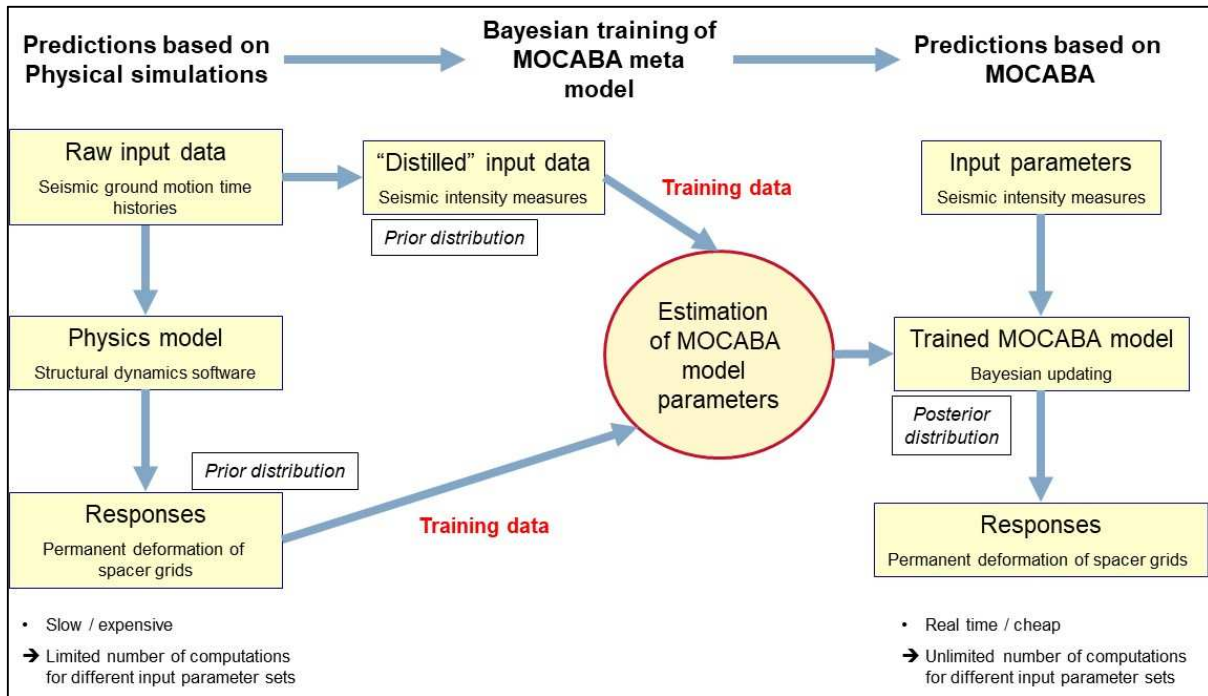 Predictions based on
Physical simulations
Bayesian training of
MOCABA meta
model
Predictions based on
MOCABA
Raw input data
Seismic ground motion time
histories
“Distilled” input data
Seismic intensity measures
Prior distribution
Training data
Input parameters
Seismic intensity measures
Physics model
Structural dynamics software
Estimation
of MOCABA
model
parameters
Trained MOCABA model
Bayesian updating
Posterior
distribution
Prior distribution
Training data
Responses
Permanent deformation of
spacer grids
Responses
Permanent deformation of spacer grids
• Slow / expensive
➔ Limited number of computations
for different input parameter sets
• Real time / cheap
➔ Unlimited number of computations
for different input parameter sets